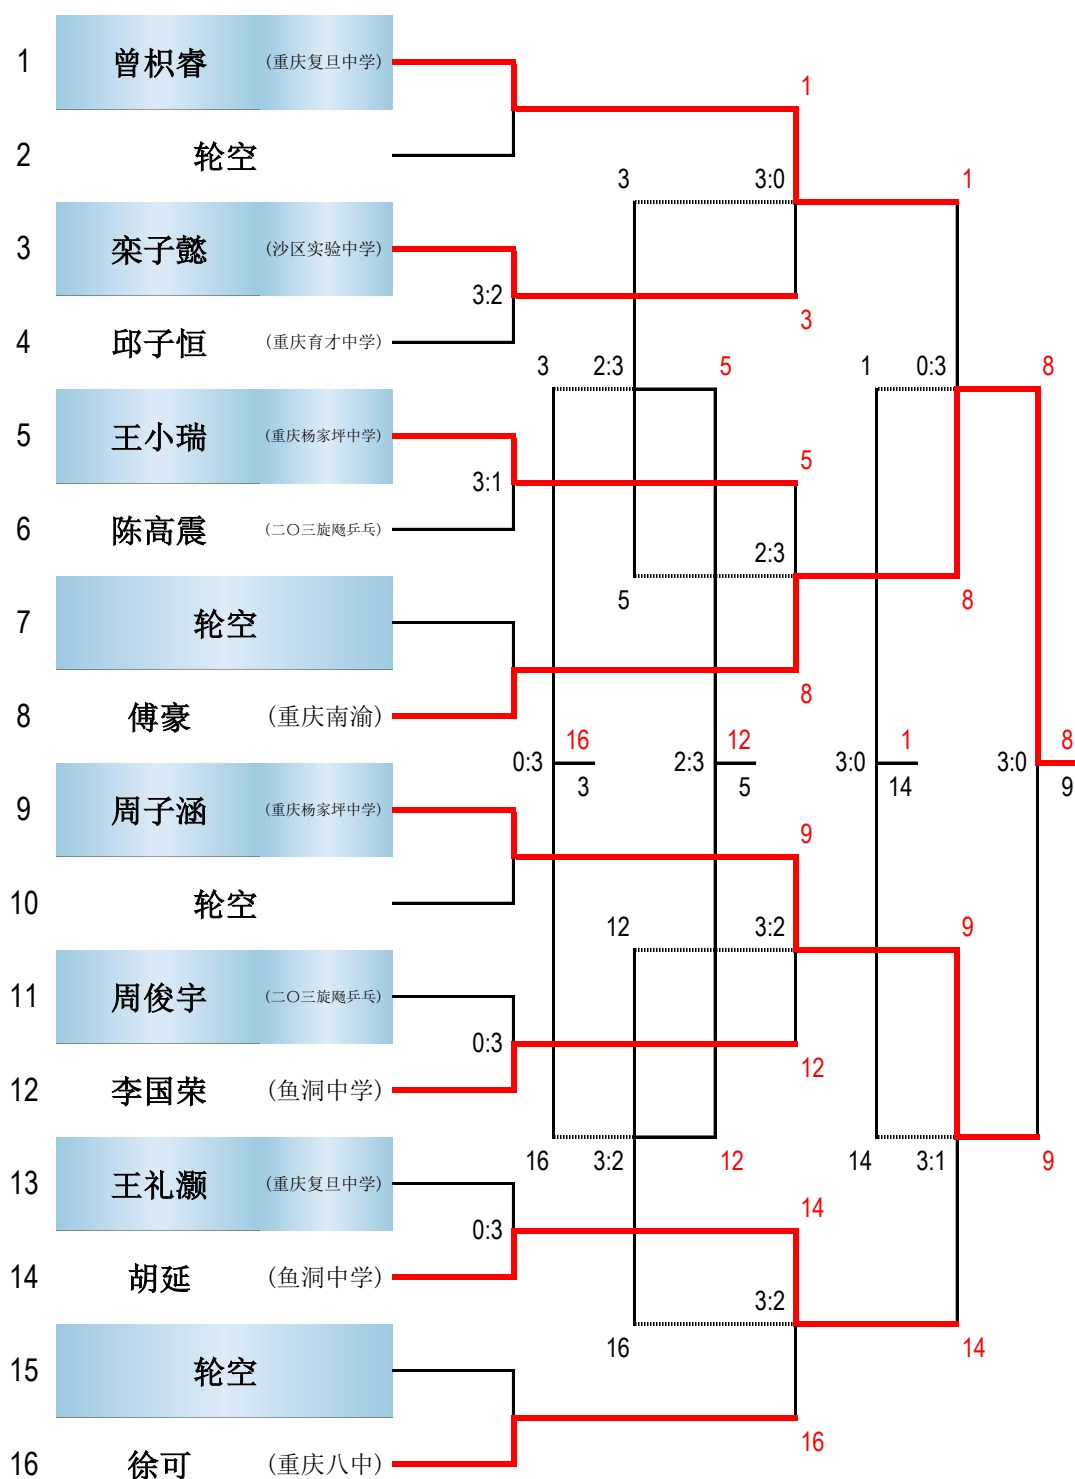 1 曾枳睿 (重庆复旦中学)
1
2 轮空
3 3:0 1
3 栾子懿 (沙区实验中学)
3:2
3
4 邱子恒 (重庆育才中学)
3 2:3 5 1 0:3 8
5 王小瑞 (重庆杨家坪中学)
5
3:1
6 陈高震 (二〇三旋飚乒乓)
2:3
5 8
7 轮空
8
8 傅豪 (重庆南渝)
16 12 1 8
0:3 2:3 3:0 3:0
3 5 14 9
9 周子涵 (重庆杨家坪中学)
9
10 轮空
12 3:2 9
11 周俊宇 (二〇三旋飚乒乓)
0:3
12
12 李国荣 (鱼洞中学)
16 3:2 12 14 3:1 9
13 王礼灏 (重庆复旦中学)
14
0:3
14 胡延 (鱼洞中学)
3:2
16 14
15 轮空
16
16 徐可 (重庆八中)